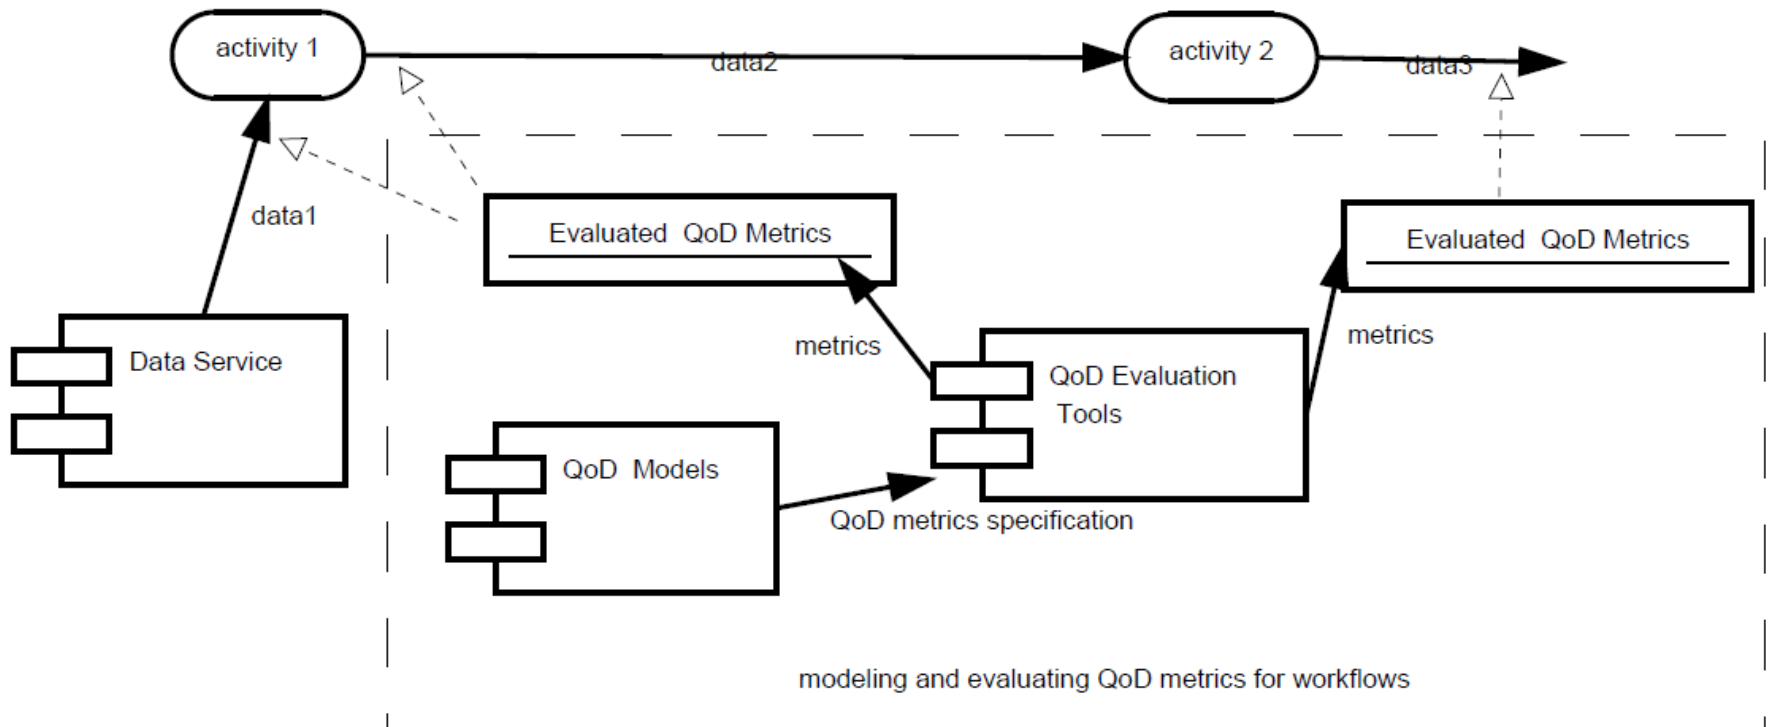 activity 1
data2
activity 2
data3
data1
Evaluated QoD Metrics
Evaluated QoD Metrics
Data Service
metrics
metrics
QoD Evaluation
Tools
QoD Models
QoD metrics specification
modeling and evaluating QoD metrics for workflows